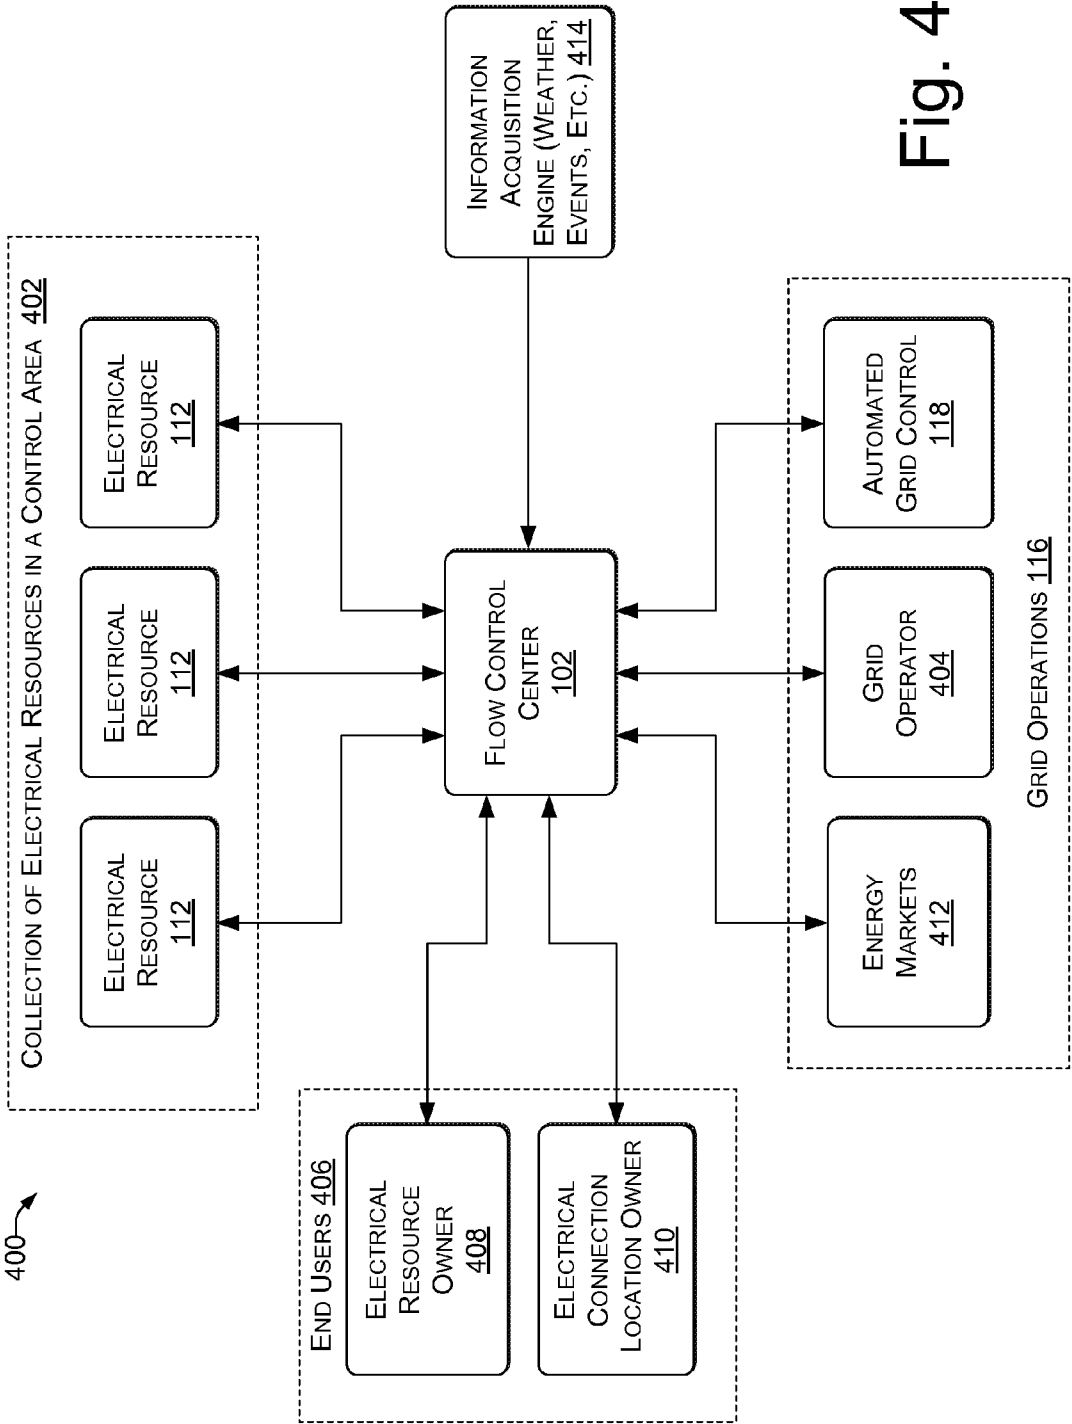 400
COLLECTION OF ELECTRICAL RESOURCES IN A CONTROL AREA 402
ELECTRICAL
RESOURCE
112
ELECTRICAL
RESOURCE
112
ELECTRICAL
RESOURCE
112
END USERS 406
ELECTRICAL
RESOURCE
OWNER
408
ELECTRICAL
CONNECTION
LOCATION OWNER
410
FLOW CONTROL
CENTER
102
INFORMATION
ACQUISITION
ENGINE (WEATHER,
EVENTS, ETC.) 414
ENERGY
MARKETS
412
GRID
OPERATOR
404
AUTOMATED
GRID CONTROL
118
GRID OPERATIONS 116
Fig. 4